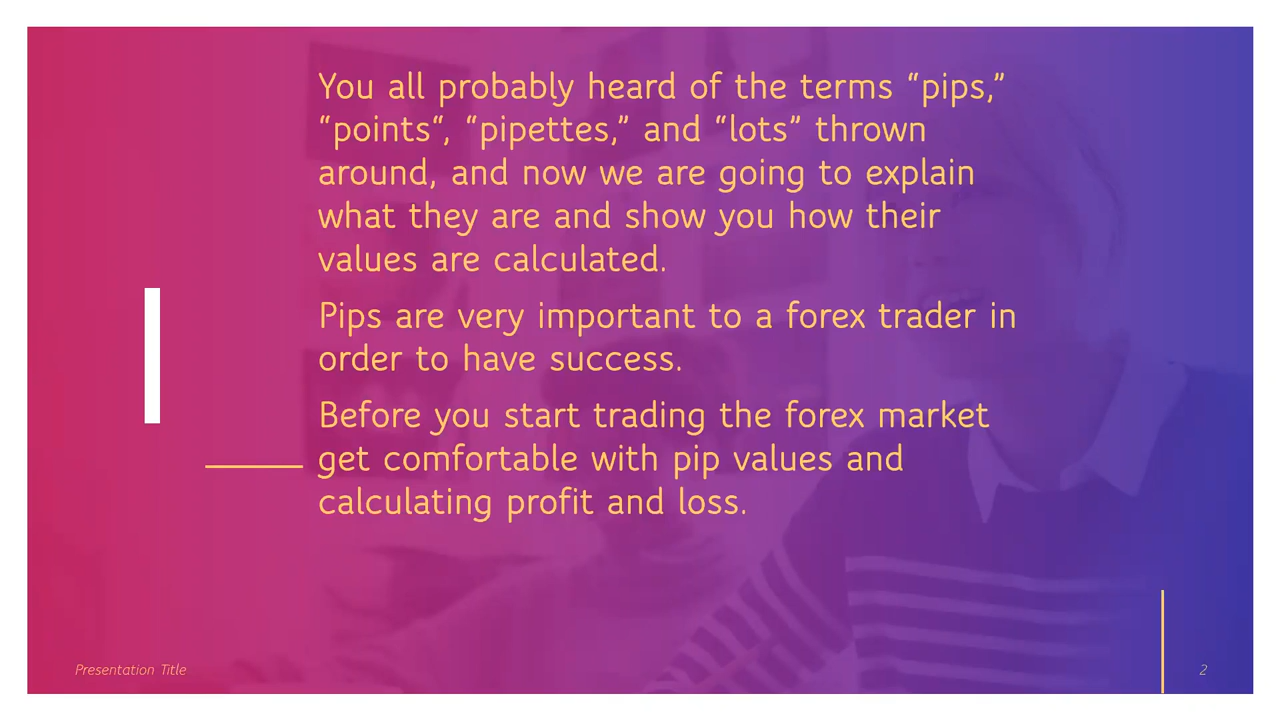 You all probably heard of the terms “pips,”
“points“, “pipettes,” and “lots” thrown
around, and now we are going to explain
what they are and show you how their
values are calculated.
Pips are very important to a forex trader in
order to have success.
Before you start trading the forex market
get comfortable with pip values and
calculating profit and loss.
Presentation Title
2